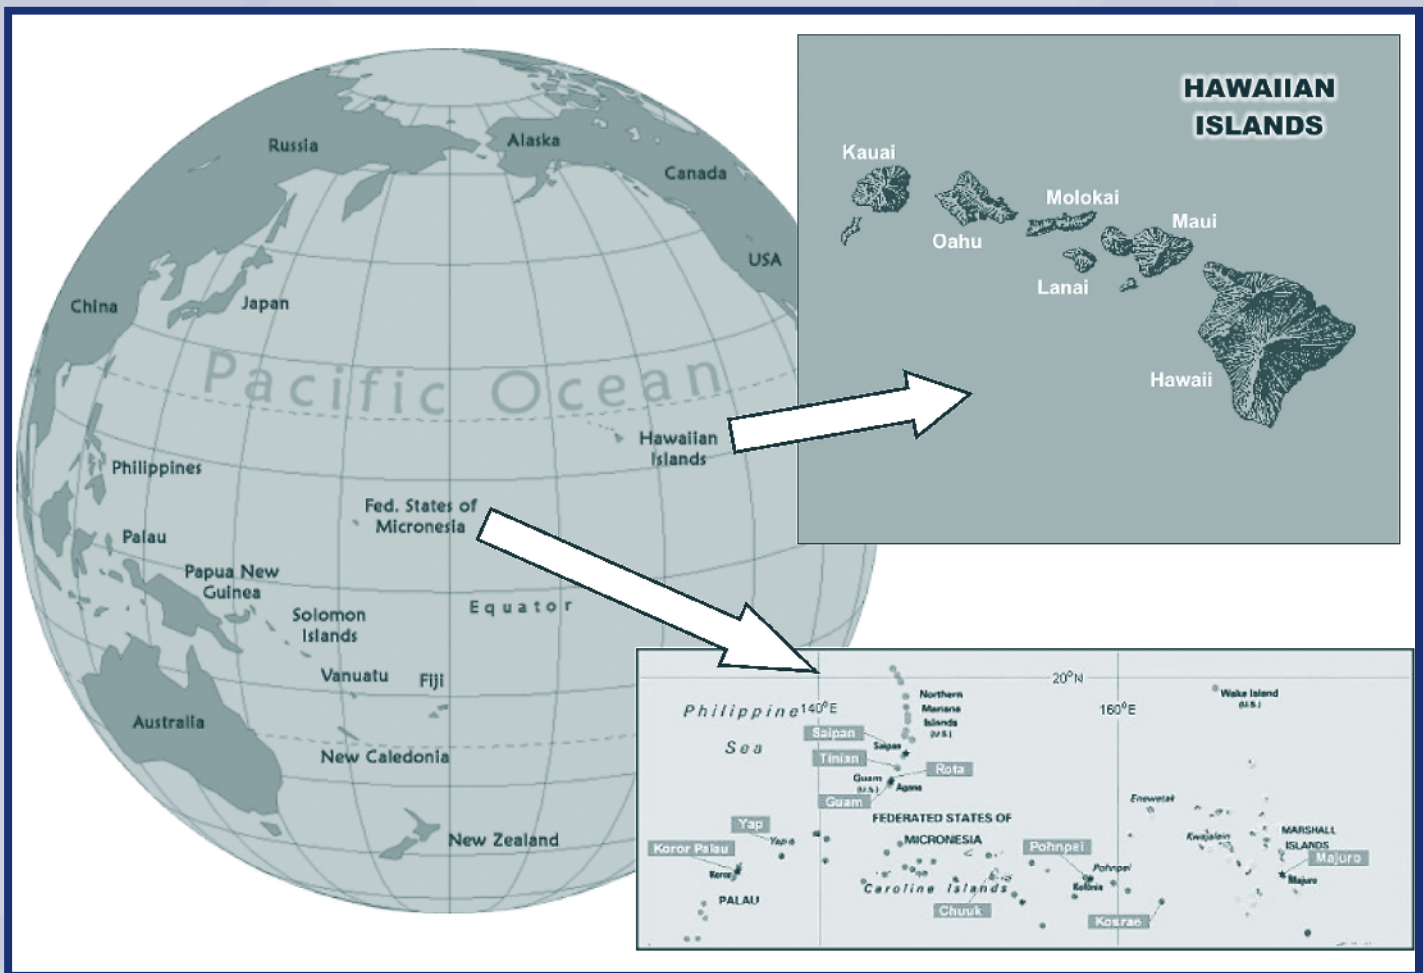 Russia
Alaska
Canada
USA
China
Japan
Pacific Ocean
Hawaiian
Islands
Philippines
Fed. States of
Micronesia
Palau
Papua New
Guinea
Equator
Solomon
Islands
Vanuatu
Fiji
Australia
New Caledonia
New Zealand
HAWAIIAN
ISLANDS
Kauai
Molokai
Oahu
Maui
Lanai
Hawaii
20°N
Philippine
Sea
140°E
160°E
Northern
Mariana
Islands
(U.S.)
Wake Island
(U.S.)
Saipan
Saipan
Tinian
Rota
Guam
(U.S.)
Agana
Guam
Enewetak
FEDERATED STATES OF
MICRONESIA
Yap
Yap
Kwajalein
MARSHALL
ISLANDS
Koror Palau
Koror
Pohnpei
Pohnpei
Kolonia
Majuro
Majuro
Caroline Islands
PALAU
Chuuk
Kosrae